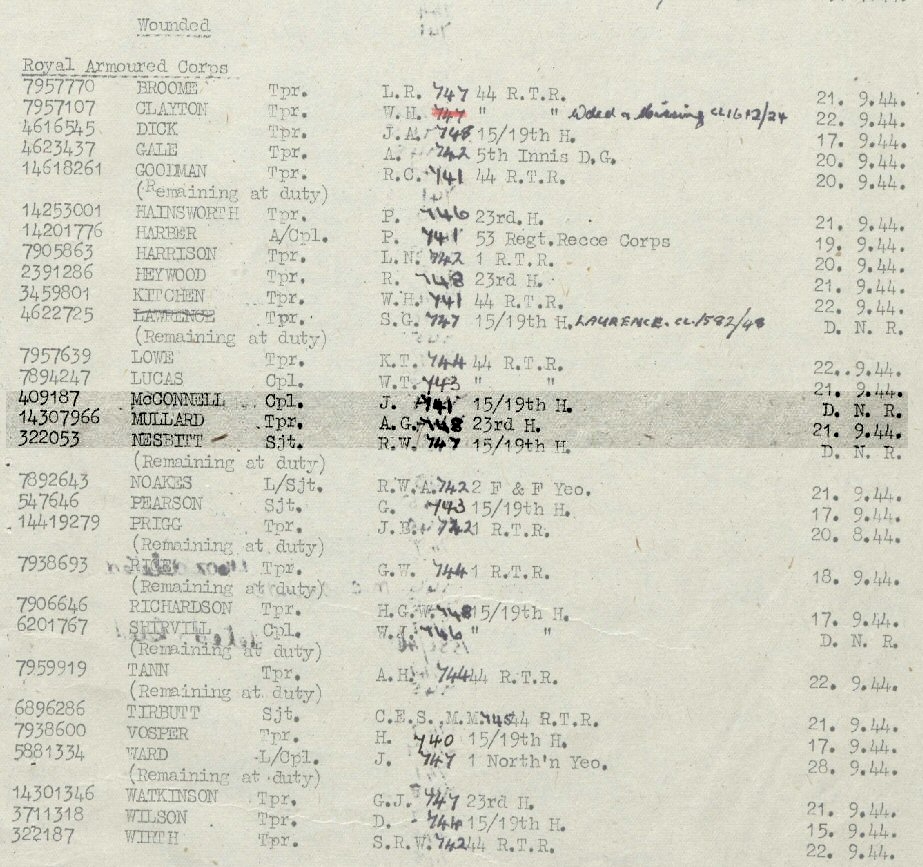 Wounded
Royal Armoured Corps
7957770 BROOME Tpr. L.R. 747 44 R.T.R. 21. 9.44.
7957107 CLAYTON Tpr. W.H. 747 " " Wded & Missing CL1612/24 22. 9.44.
4616545 DICK Tpr. J.A. 748 15/19th H. 17. 9.44.
4623437 GALE Tpr. A. 742 5th Innis D.G. 20. 9.44.
14618261 GOODMAN Tpr. R.C. 741 44 R.T.R. 20. 9.44.
(Remaining at duty)
14253001 HAINSWORTH Tpr. P. 746 23rd. H. 21. 9.44.
14201776 HARBER A/Cpl. P. 741 53 Regt.Recce Corps 19. 9.44.
7905863 HARRISON Tpr. L.N. 742 1 R.T.R. 20. 9.44.
2391286 HEYWOOD Tpr. R. 748 23rd H. 21. 9.44.
3459801 KITCHEN Tpr. W.H. 741 44 R.T.R. 22. 9.44.
4622725 LAWRENCE Tpr. S.G. 747 15/19th H. LAURENCE. CL/592/48 D. N. R.
(Remaining at duty)
7957639 LOWE Tpr. K.T. 744 44 R.T.R. 22. 9.44.
7894247 LUCAS Cpl. W.T. 743 " " 21. 9.44.
409187 McCONNELL Cpl. J. 741 15/19th H. D. N. R.
14307966 MULLARD Tpr. A.G. 748 23rd H. 21. 9.44.
322053 NESBITT Sjt. R.W. 747 15/19th H. D. N. R.
(Remaining at duty)
7892643 NOAKES L/Sjt. R.W.A. 742 2 F & F Yeo. 21. 9.44.
547646 PEARSON Sjt. G. 743 15/19th H. 17. 9.44.
14419279 PRIGG Tpr. J.E. 742 1 R.T.R. 20. 8.44.
(Remaining at duty)
7938693 Tpr. G.W. 744 1 R.T.R. 18. 9.44.
(Remaining at duty)
7906646 RICHARDSON Tpr. H.G.W. 748 15/19th H. 17. 9.44.
6201767 SHIRVILL Cpl. W.J. 746 " " D. N. R.
(Remaining at duty)
7959919 TANN Tpr. A.H. 744 44 R.T.R. 22. 9.44.
(Remaining at duty)
6896286 TIRBUTT Sjt. C.E.S.,M.M. 745 44 R.T.R. 21. 9.44.
7938600 VOSPER Tpr. H. 740 15/19th H. 17. 9.44.
5881334 WARD L/Cpl. J. 747 1 North'n Yeo. 28. 9.44.
(Remaining at duty)
14301346 WATKINSON Tpr. G.J. 747 23rd H. 21. 9.44.
3711318 WILSON Tpr. D. 744 15/19th H. 15. 9.44.
322187 WIRTH Tpr. S.R.W. 742 44 R.T.R. 22. 9.44.